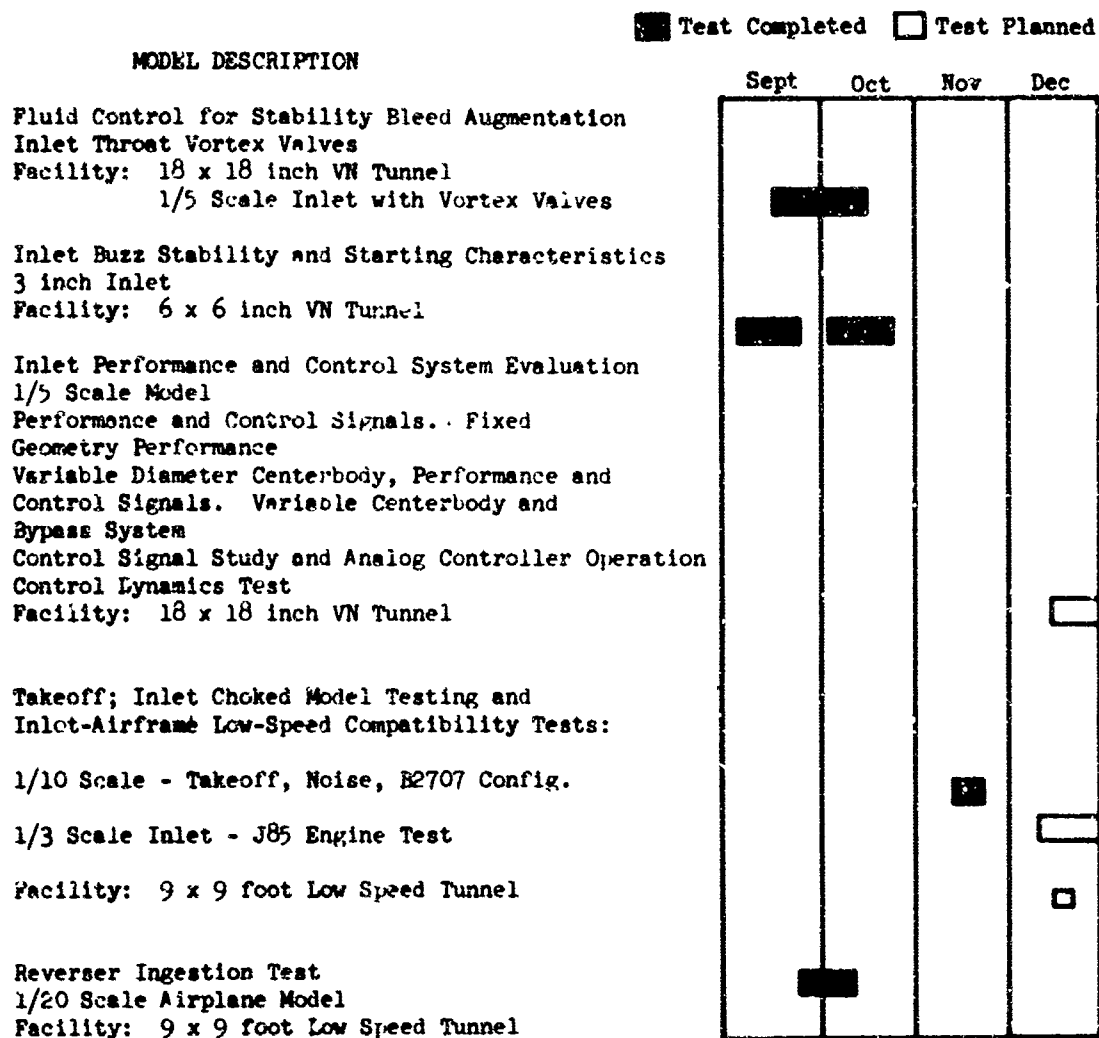 Test Completed Test Planned
MODEL DESCRIPTION
Sept Oct Nov Dec
Fluid Control for Stability Bleed Augmentation
Inlet Throat Vortex Valves
Facility: 18 x 18 inch VN Tunnel
1/5 Scale Inlet with Vortex Valves
Inlet Buzz Stability and Starting Characteristics
3 inch Inlet
Facility: 6 x 6 inch VN Tunnel
Inlet Performance and Control System Evaluation
1/5 Scale Model
Performance and Control Signals. Fixed
Geometry Performance
Variable Diameter Centerbody, Performance and
Control Signals. Variable Centerbody and
Bypass System
Control Signal Study and Analog Controller Operation
Control Dynamics Test
Facility: 18 x 18 inch VN Tunnel
Takeoff; Inlet Choked Model Testing and
Inlet-Airframe Low-Speed Compatibility Tests:
1/10 Scale - Takeoff, Noise, B2707 Config.
1/3 Scale Inlet - J85 Engine Test
Facility: 9 x 9 foot Low Speed Tunnel
Reverser Ingestion Test
1/20 Scale Airplane Model
Facility: 9 x 9 foot Low Speed Tunnel